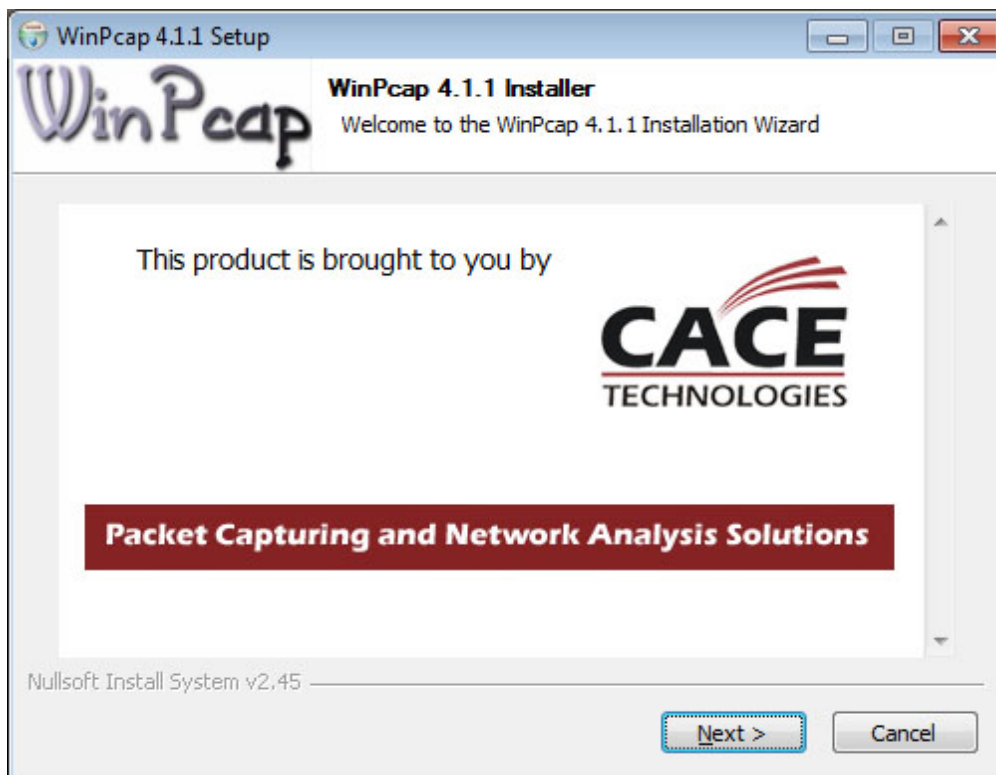 WinPcap 4.1.1 Setup
WinPcap
WinPcap 4.1.1 Installer
Welcome to the WinPcap 4.1.1 Installation Wizard
This product is brought to you by
CACE
TECHNOLOGIES
Packet Capturing and Network Analysis Solutions
Nullsoft Install System v2.45
Next >
Cancel